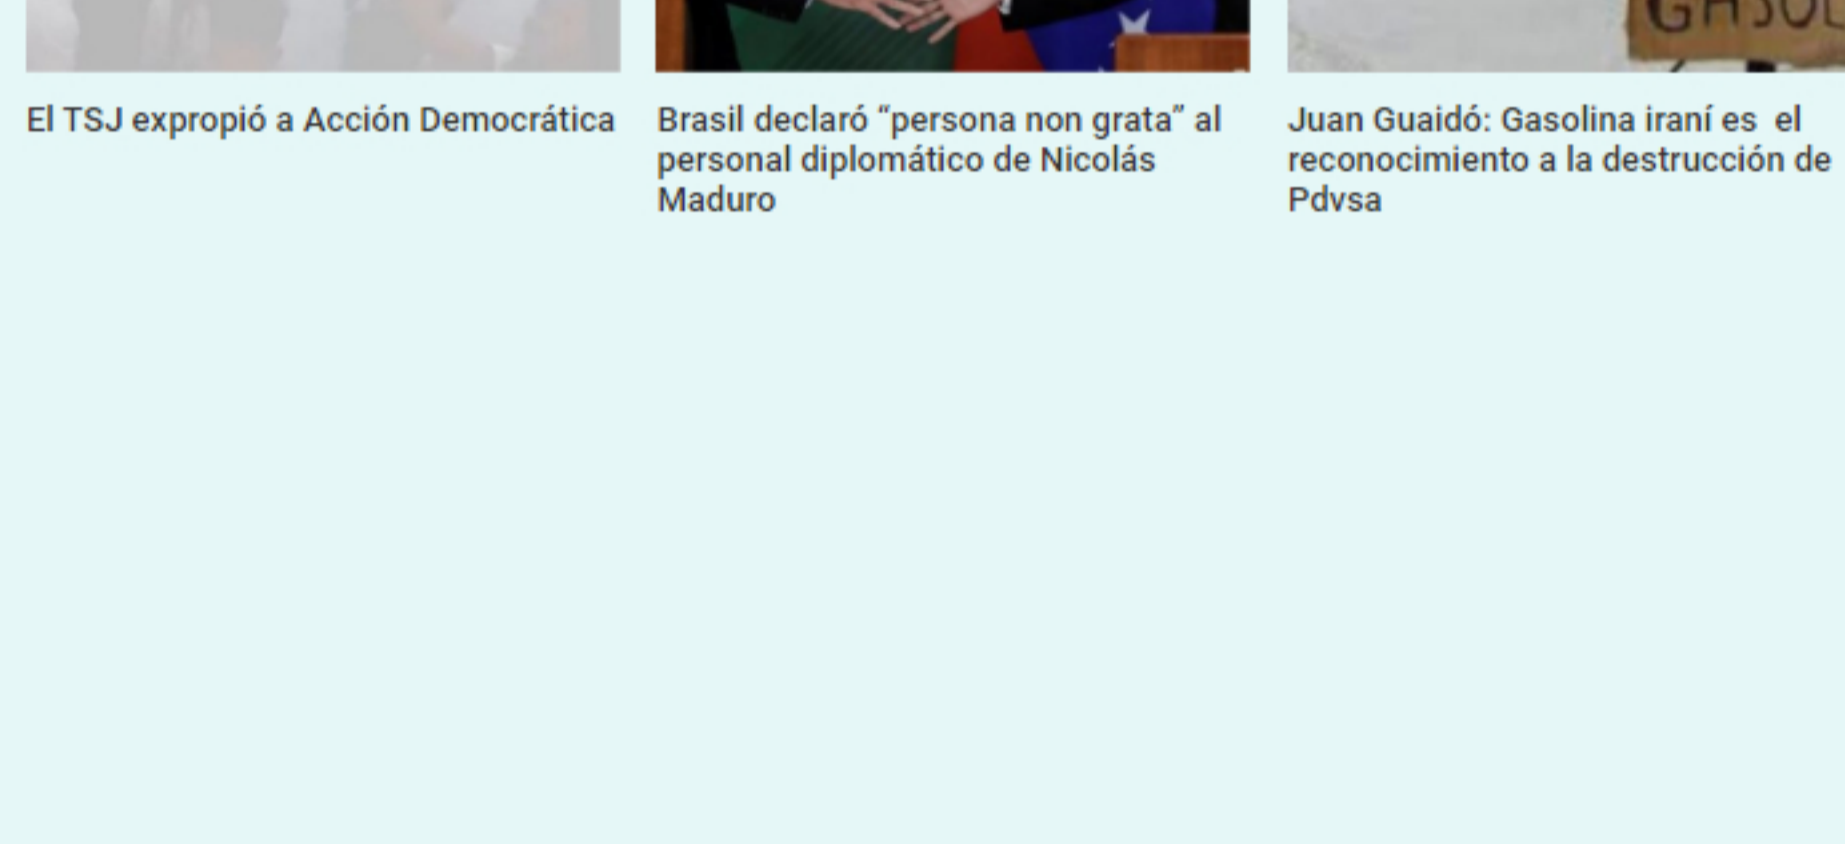 GASOL
El TSJ expropió a Acción Democrática
Brasil declaró “persona non grata” al
personal diplomático de Nicolás
Maduro
Juan Guaidó: Gasolina iraní es  el
reconocimiento a la destrucción de
Pdvsa